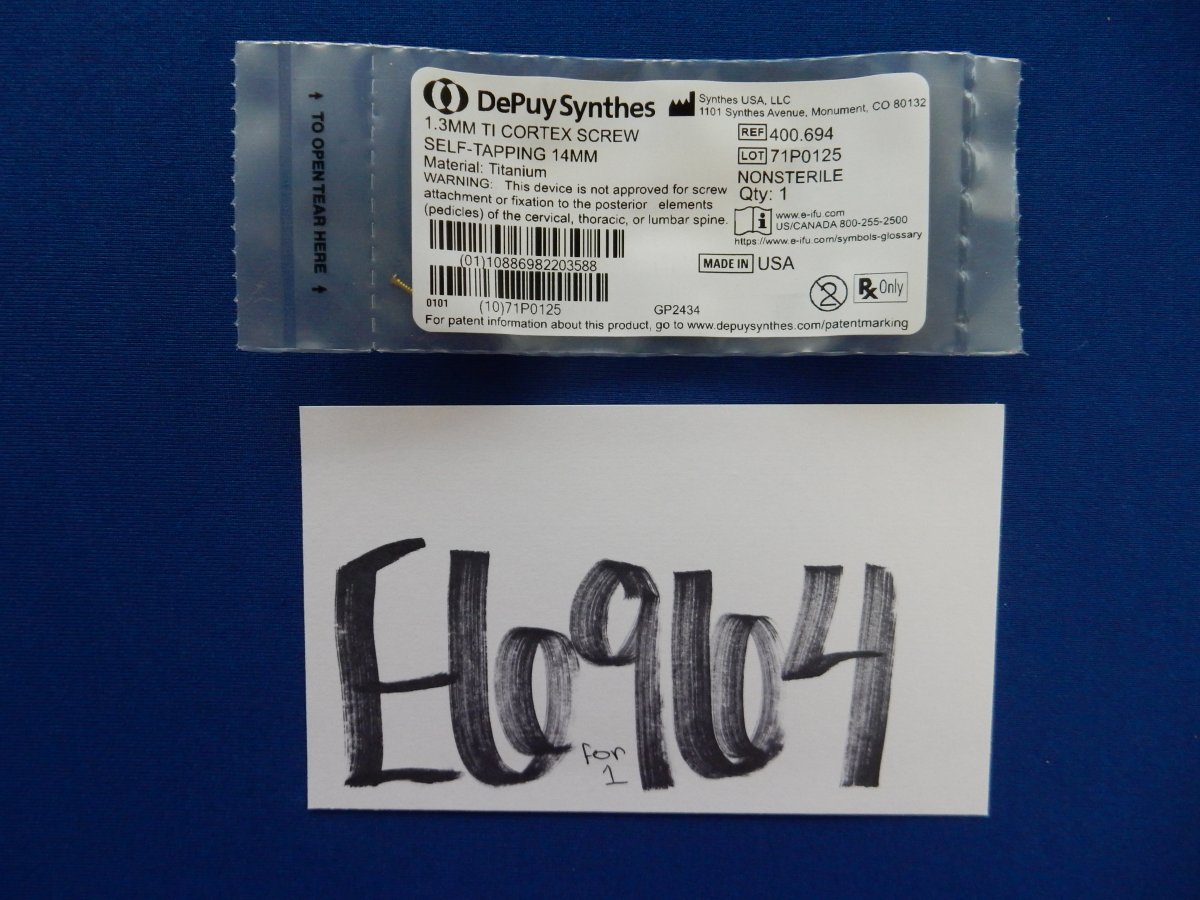 ↑ TO OPEN TEAR HERE ↑
DePuy Synthes
Synthes USA, LLC
1101 Synthes Avenue, Monument, CO 80132
1.3MM TI CORTEX SCREW
SELF-TAPPING 14MM
Material: Titanium
WARNING: This device is not approved for screw
attachment or fixation to the posterior elements
(pedicles) of the cervical, thoracic, or lumbar spine.
REF 400.694
LOT 71P0125
NONSTERILE
Qty: 1
www.e-ifu.com
US/CANADA 800-255-2500
https://www.e-ifu.com/symbols-glossary
(01)10886982203588
MADE IN USA
0101 (10)71P0125
GP2434
2
Rx Only
For patent information about this product, go to www.depuysynthes.com/patentmarking
E6964
for
1